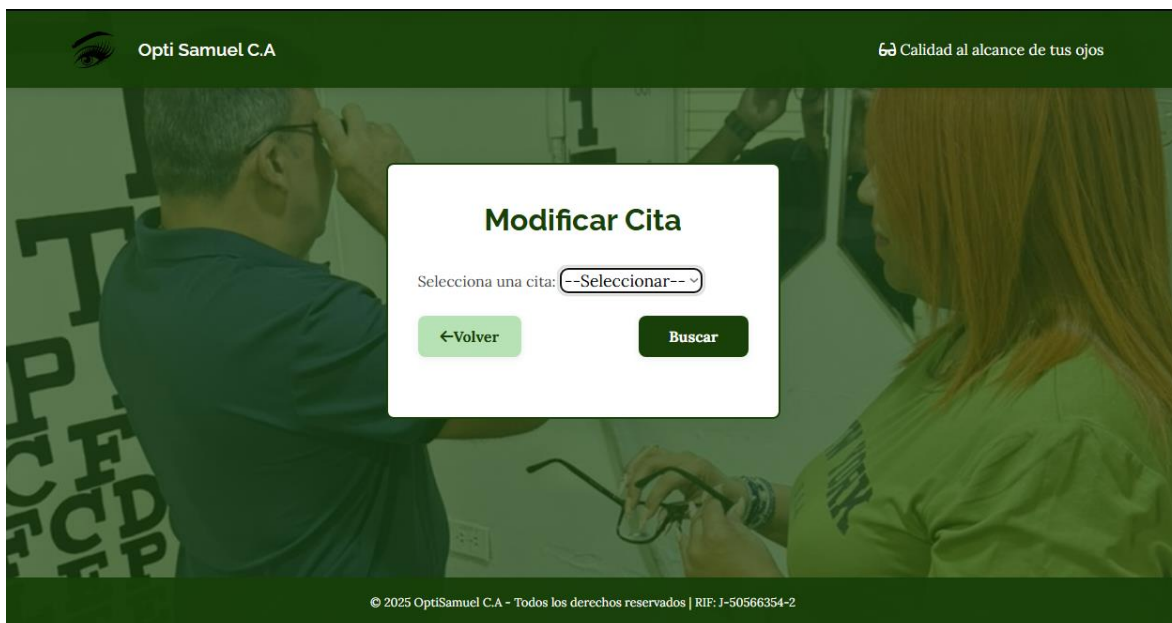 Opti Samuel C.A
Calidad al alcance de tus ojos
Modificar Cita
Selecciona una cita: --Seleccionar--
←Volver
Buscar
T
P
C F
F C D
E P
YORK
© 2025 OptiSamuel C.A - Todos los derechos reservados | RIF: J-50566354-2